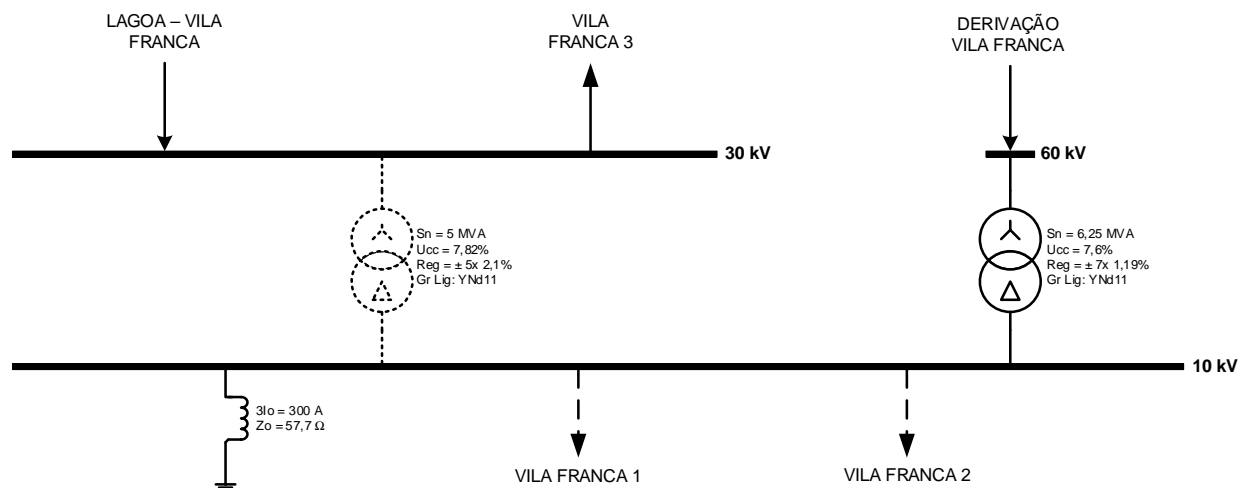 LAGOA – VILA
FRANCA
VILA
FRANCA 3
DERIVAÇÃO
VILA FRANCA
30 kV
60 kV
Sn = 5 MVA
Ucc = 7,82%
Reg = ± 5x 2,1%
Gr Lig: YNd11
Sn = 6,25 MVA
Ucc = 7,6%
Reg = ± 7x 1,19%
Gr Lig: YNd11
10 kV
3Io = 300 A
Zo = 57,7 Ω
VILA FRANCA 1
VILA FRANCA 2